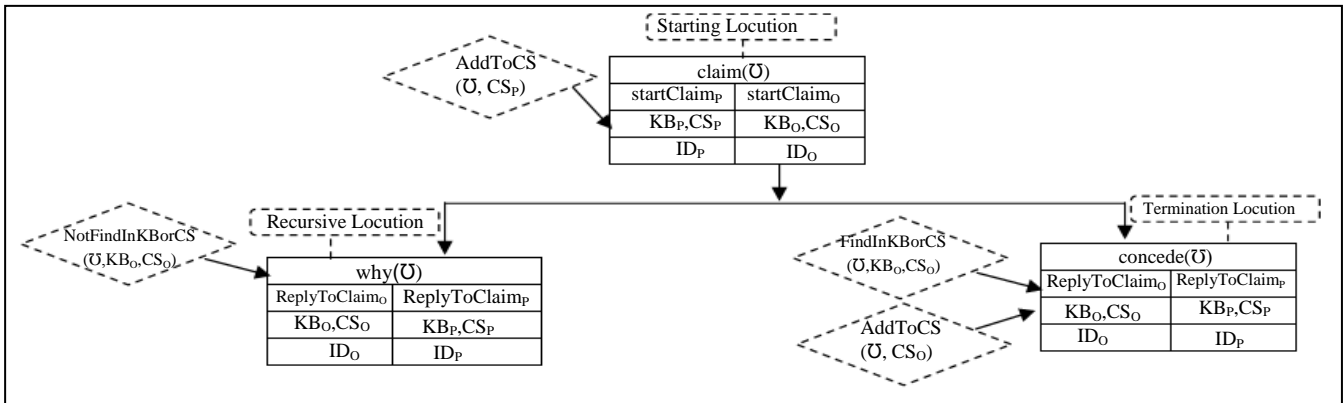 Starting Locution
AddToCS
(Ʊ, CSP)
claim(Ʊ)
startClaimP startClaimO
KBP,CSP KBO,CSO
IDP IDO
NotFindInKBorCS
(Ʊ,KBO,CSO)
Recursive Locution
why(Ʊ)
ReplyToClaimO ReplyToClaimP
KBO,CSO KBP,CSP
IDO IDP
Termination Locution
FindInKBorCS
(Ʊ,KBO,CSO)
concede(Ʊ)
ReplyToClaimO ReplyToClaimP
KBO,CSO KBP,CSP
IDO IDP
AddToCS
(Ʊ, CSO)